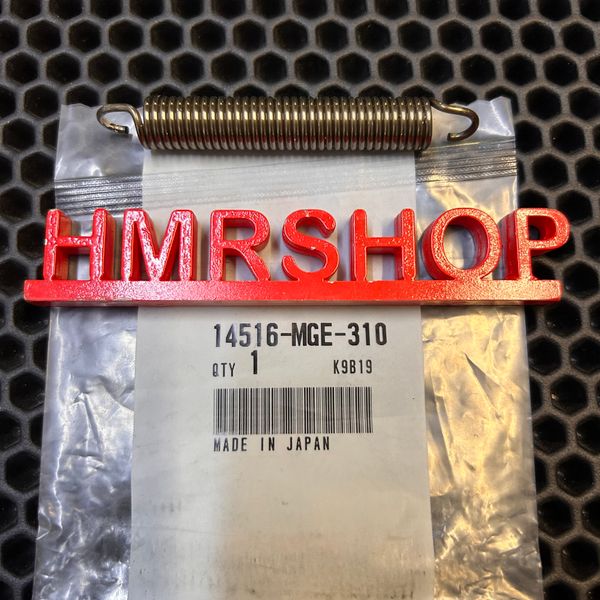 HMRSHOP
14516-MGE-310
QTY 1 K9B19
MADE IN JAPAN